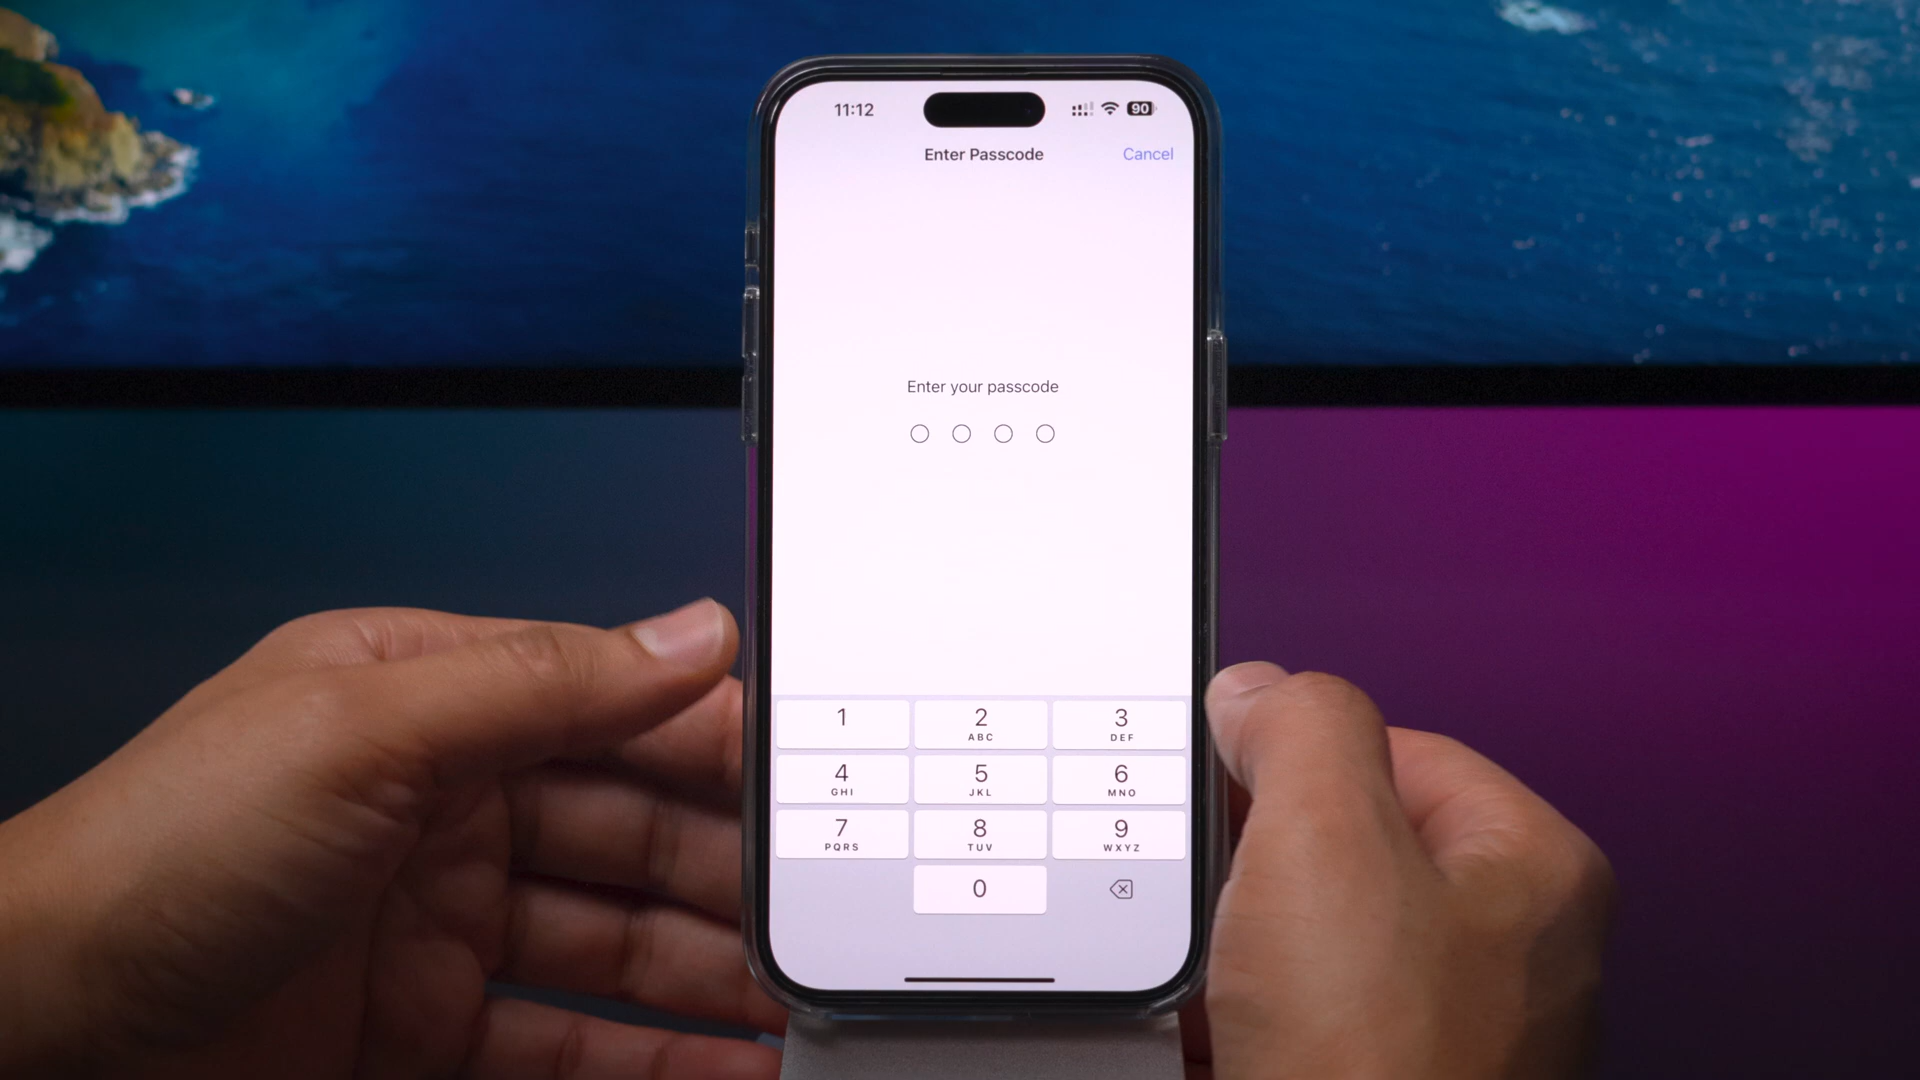 11:12 90
Enter Passcode Cancel
Enter your passcode
1 2 3
ABC DEF
4 5 6
GHI JKL MNO
7 8 9
PQRS TUV WXYZ
0